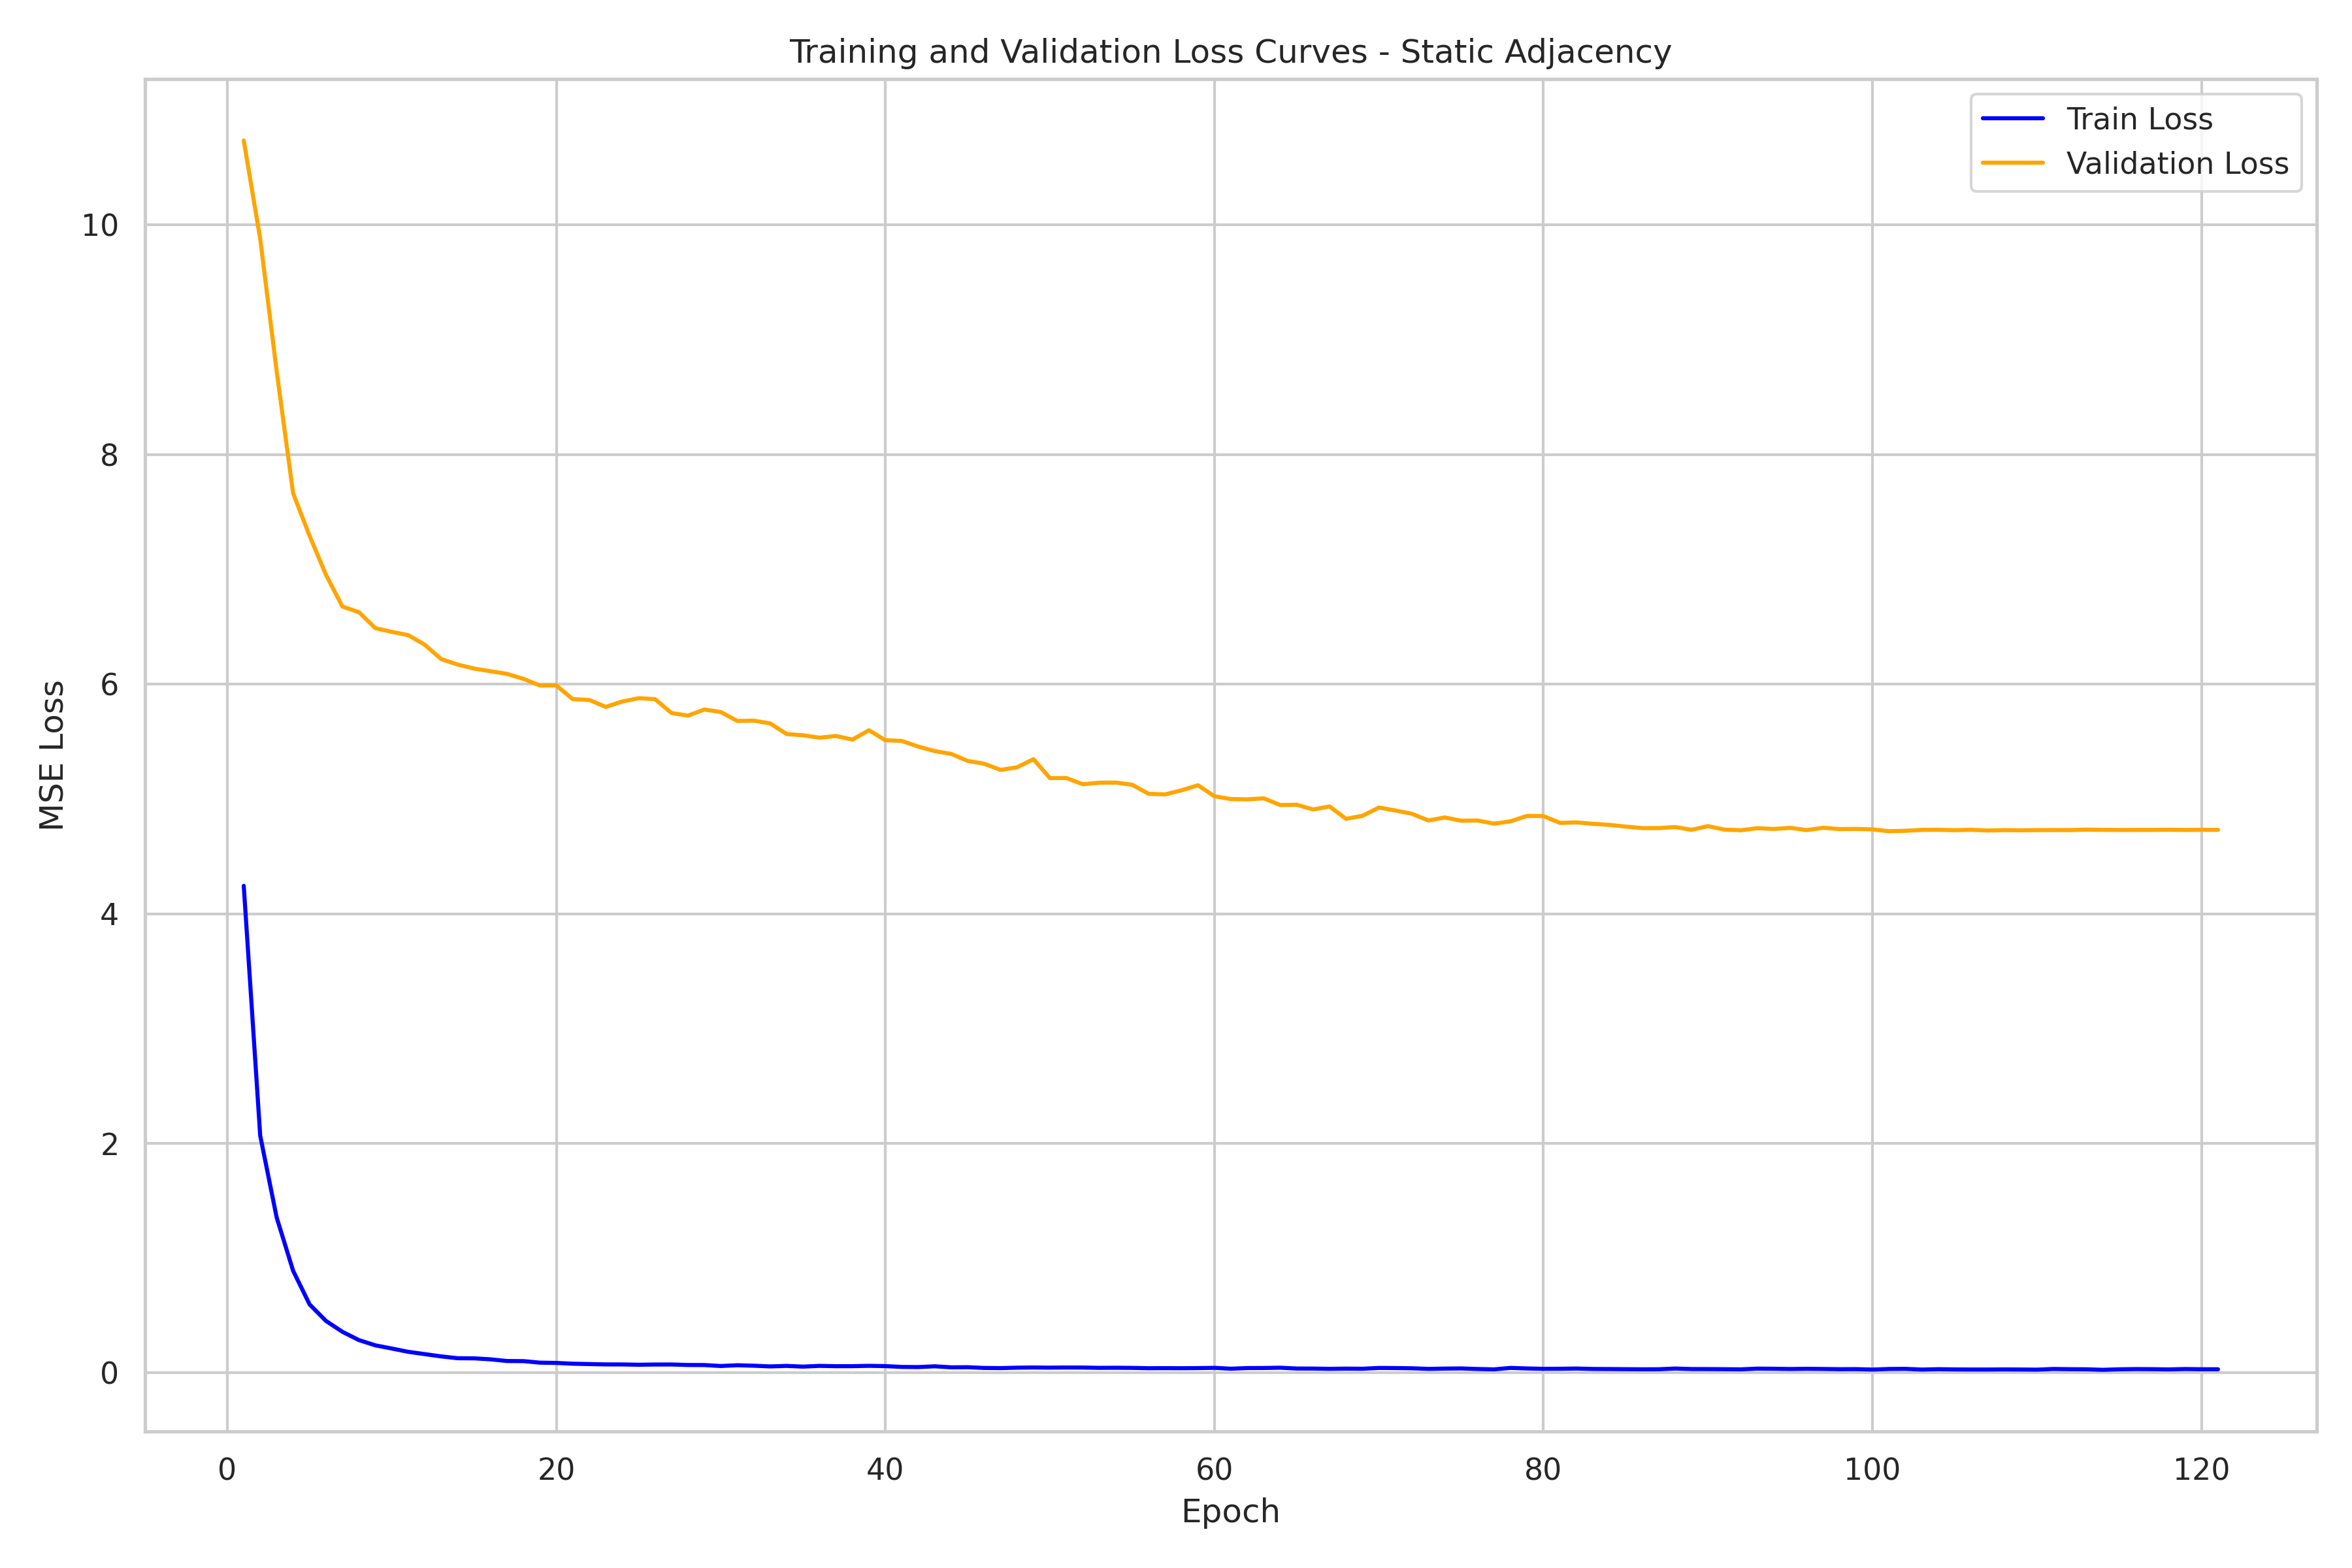 Training and Validation Loss Curves - Static Adjacency
Train Loss
Validation Loss
10
8
6
4
2
0
MSE Loss
0 20 40 60 80 100 120
Epoch